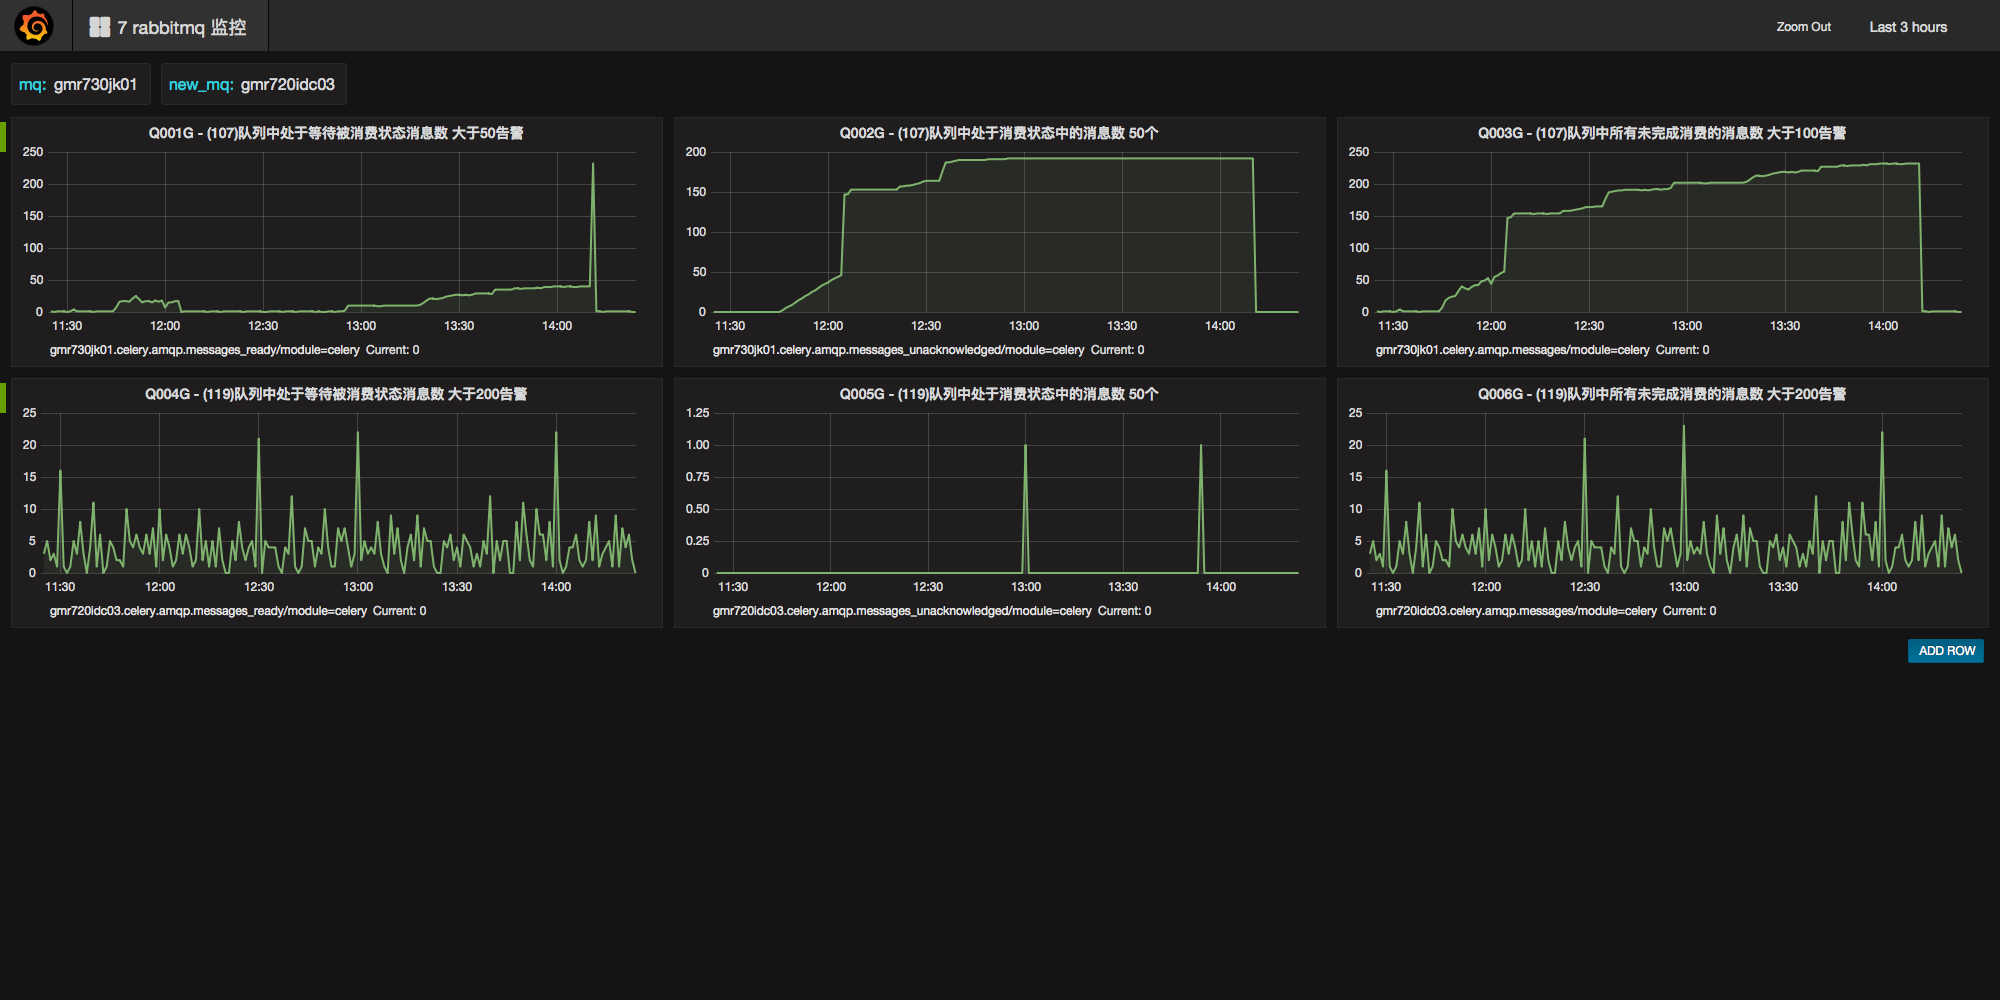 7 rabbitmq 监控
Zoom Out
Last 3 hours
mq: gmr730jk01
new_mq: gmr720idc03
Q001G - (107)队列中处于等待被消费状态消息数 大于50告警
250
200
150
100
50
0
11:30 12:00 12:30 13:00 13:30 14:00
gmr730jk01.celery.amqp.messages_ready/module=celery Current: 0
Q002G - (107)队列中处于消费状态中的消息数 50个
200
150
100
50
0
11:30 12:00 12:30 13:00 13:30 14:00
gmr730jk01.celery.amqp.messages_unacknowledged/module=celery Current: 0
Q003G - (107)队列中所有未完成消费的消息数 大于100告警
250
200
150
100
50
0
11:30 12:00 12:30 13:00 13:30 14:00
gmr730jk01.celery.amqp.messages/module=celery Current: 0
Q004G - (119)队列中处于等待被消费状态消息数 大于200告警
25
20
15
10
5
0
11:30 12:00 12:30 13:00 13:30 14:00
gmr720idc03.celery.amqp.messages_ready/module=celery Current: 0
Q005G - (119)队列中处于消费状态中的消息数 50个
1.25
1.00
0.75
0.50
0.25
0
11:30 12:00 12:30 13:00 13:30 14:00
gmr720idc03.celery.amqp.messages_unacknowledged/module=celery Current: 0
Q006G - (119)队列中所有未完成消费的消息数 大于200告警
25
20
15
10
5
0
11:30 12:00 12:30 13:00 13:30 14:00
gmr720idc03.celery.amqp.messages/module=celery Current: 0
ADD ROW